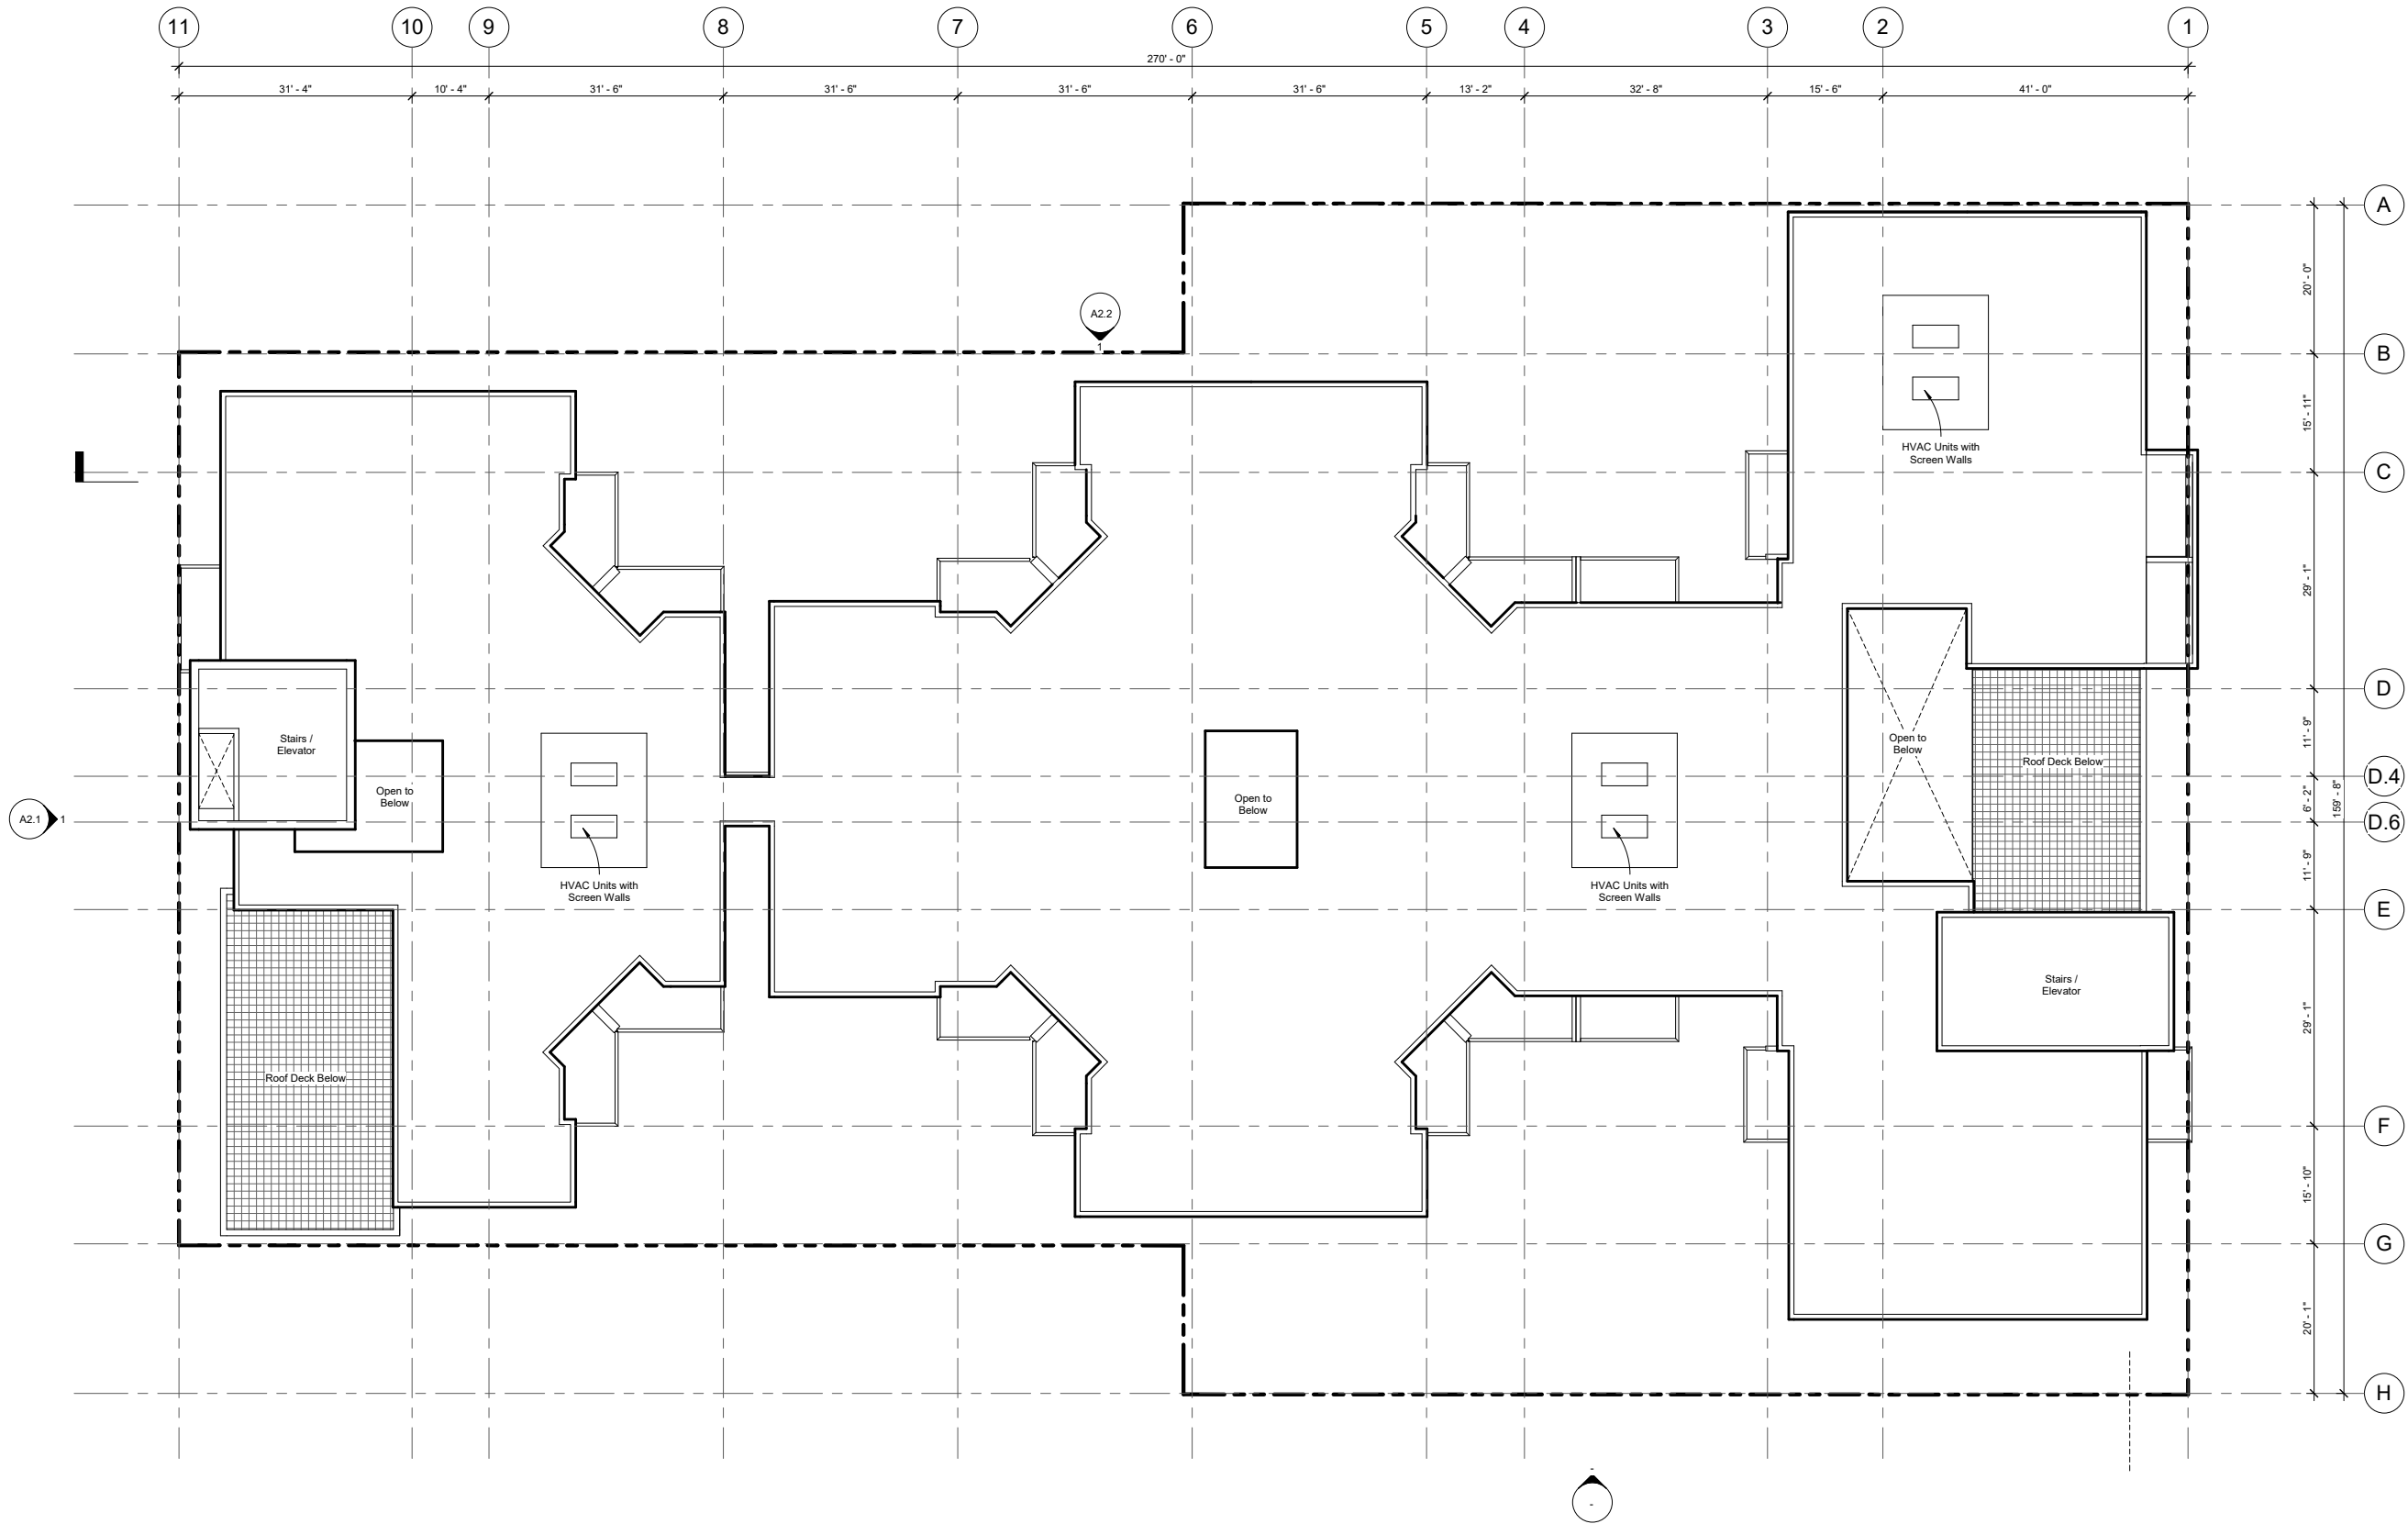 11 10 9 8 7 6 5 4 3 2 1
270' - 0"
31' - 4" 10' - 4" 31' - 6" 31' - 6" 31' - 6" 31' - 6" 13' - 2" 32' - 8" 15' - 6" 41' - 0"
A
20' - 0"
A2.2
1
B
15' - 11"
HVAC Units with
Screen Walls
C
29' - 1"
D
Stairs /
Elevator
11' - 9"
Open to
Below
Roof Deck Below
D.4
Open to
Below
Open to
Below
6' - 2"
159' - 8"
A2.1
1
D.6
11' - 9"
HVAC Units with
Screen Walls
HVAC Units with
Screen Walls
E
Stairs /
Elevator
29' - 1"
Roof Deck Below
F
15' - 10"
G
20' - 1"
H
-
-